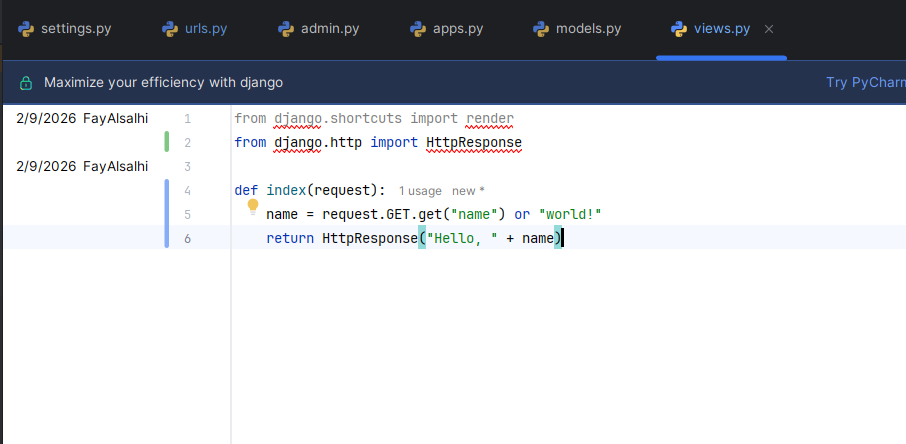 settings.py urls.py admin.py apps.py models.py views.py
Maximize your efficiency with django Try PyCharm
2/9/2026 FayAlsalhi 1 from django.shortcuts import render
2 from django.http import HttpResponse
2/9/2026 FayAlsalhi 3
4 def index(request): 1 usage new *
5 name = request.GET.get("name") or "world!"
6 return HttpResponse("Hello, " + name)